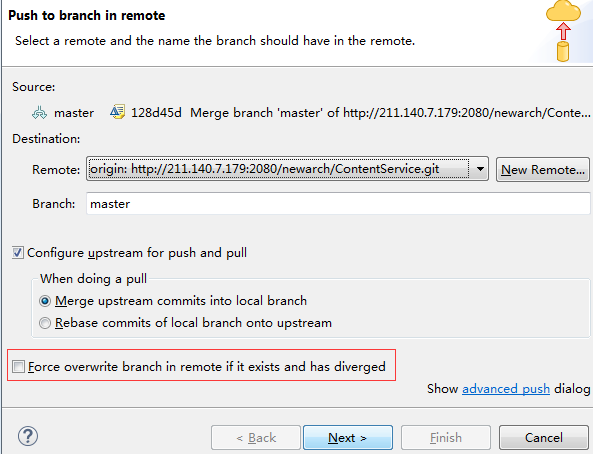 Push to branch in remote
Select a remote and the name the branch should have in the remote.
Source:
master 128d45d Merge branch 'master' of http://211.140.7.179:2080/newarch/Conte...
Destination:
Remote: origin: http://211.140.7.179:2080/newarch/ContentService.git New Remote...
Branch: master
Configure upstream for push and pull
When doing a pull
Merge upstream commits into local branch
Rebase commits of local branch onto upstream
Force overwrite branch in remote if it exists and has diverged
Show advanced push dialog
? < Back Next > Finish Cancel